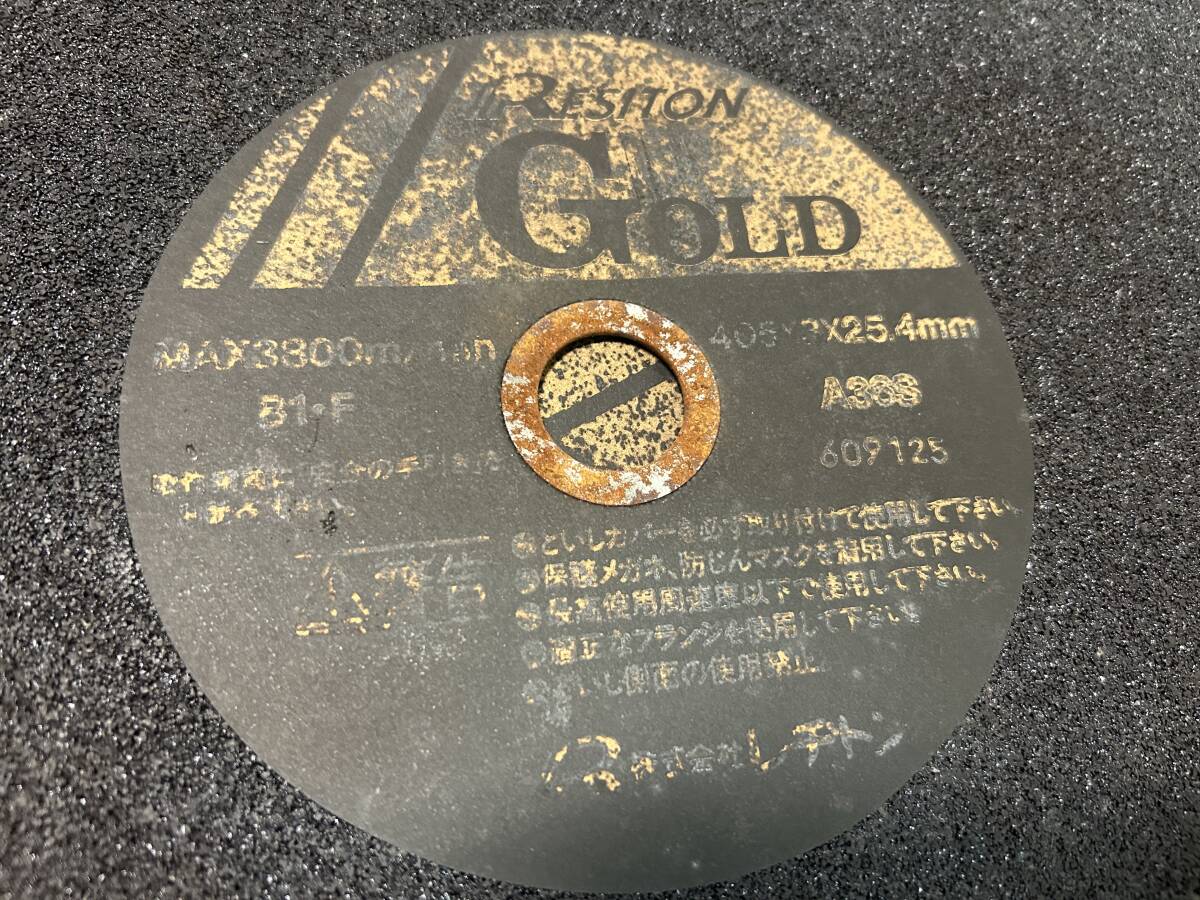 RESITON
GOLD
MAX3800m/min
405×3×25.4mm
B1・F
A36S
609125
といしカバーを必ず取り付けて使用して下さい。
保護メガネ、防じんマスクを着用して下さい。
最高使用周速度以下で使用して下さい。
適正なフランジを使用して下さい。
といし側面の使用禁止。
⚠警告
株式会社レヂトン